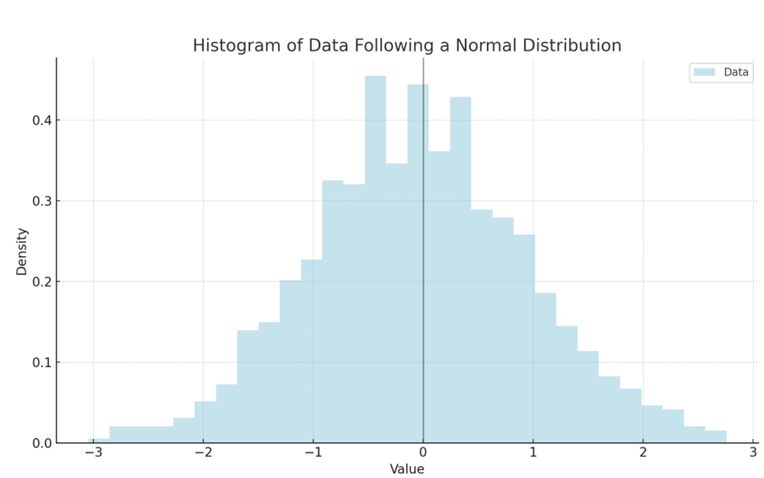 Histogram of Data Following a Normal Distribution
Data
0.4
0.3
0.2
0.1
0.0
Density
−3 −2 −1 0 1 2 3
Value